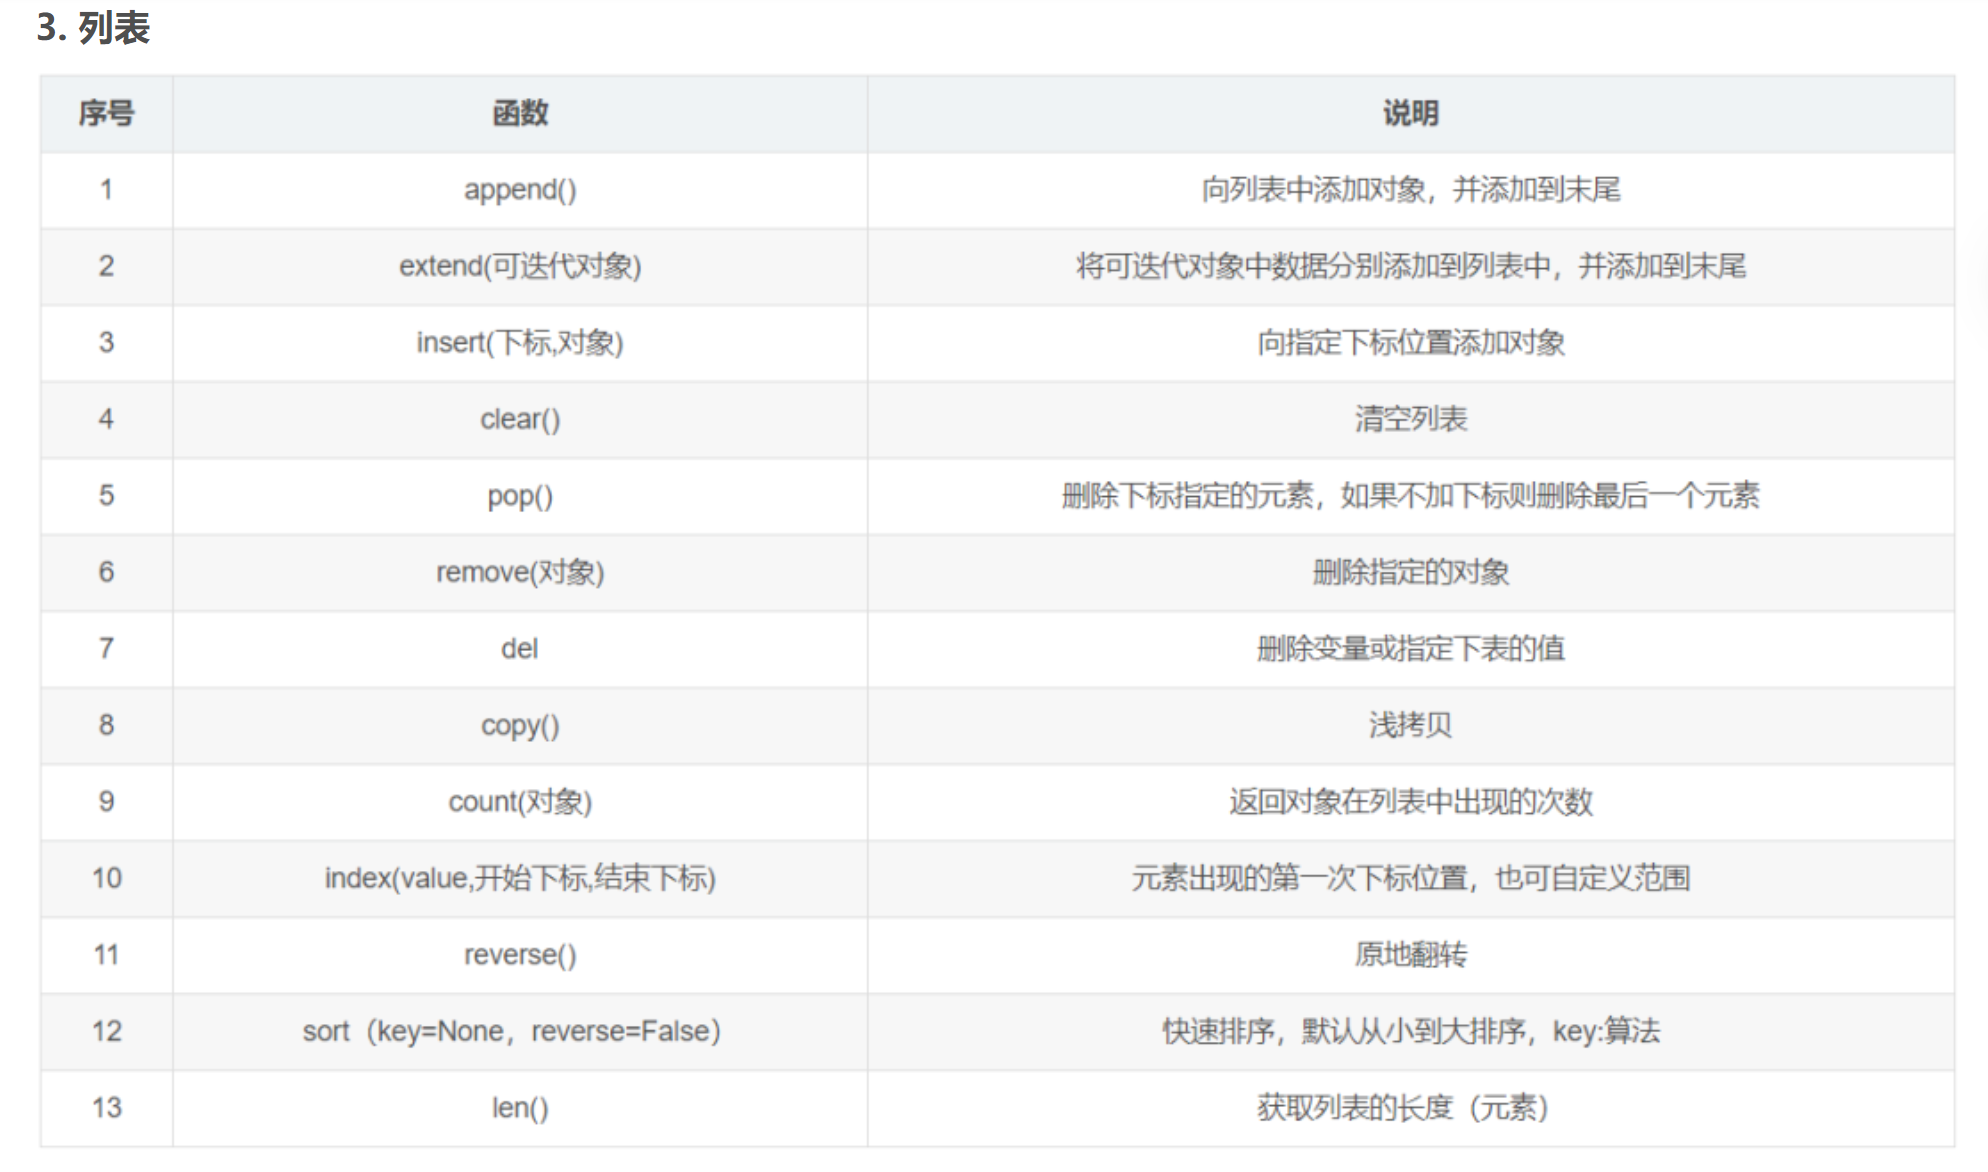 3. 列表
序号 函数 说明
1 append() 向列表中添加对象，并添加到末尾
2 extend(可迭代对象) 将可迭代对象中数据分别添加到列表中，并添加到末尾
3 insert(下标,对象) 向指定下标位置添加对象
4 clear() 清空列表
5 pop() 删除下标指定的元素，如果不加下标则删除最后一个元素
6 remove(对象) 删除指定的对象
7 del 删除变量或指定下表的值
8 copy() 浅拷贝
9 count(对象) 返回对象在列表中出现的次数
10 index(value,开始下标,结束下标) 元素出现的第一次下标位置，也可自定义范围
11 reverse() 原地翻转
12 sort（key=None，reverse=False） 快速排序，默认从小到大排序，key:算法
13 len() 获取列表的长度（元素）